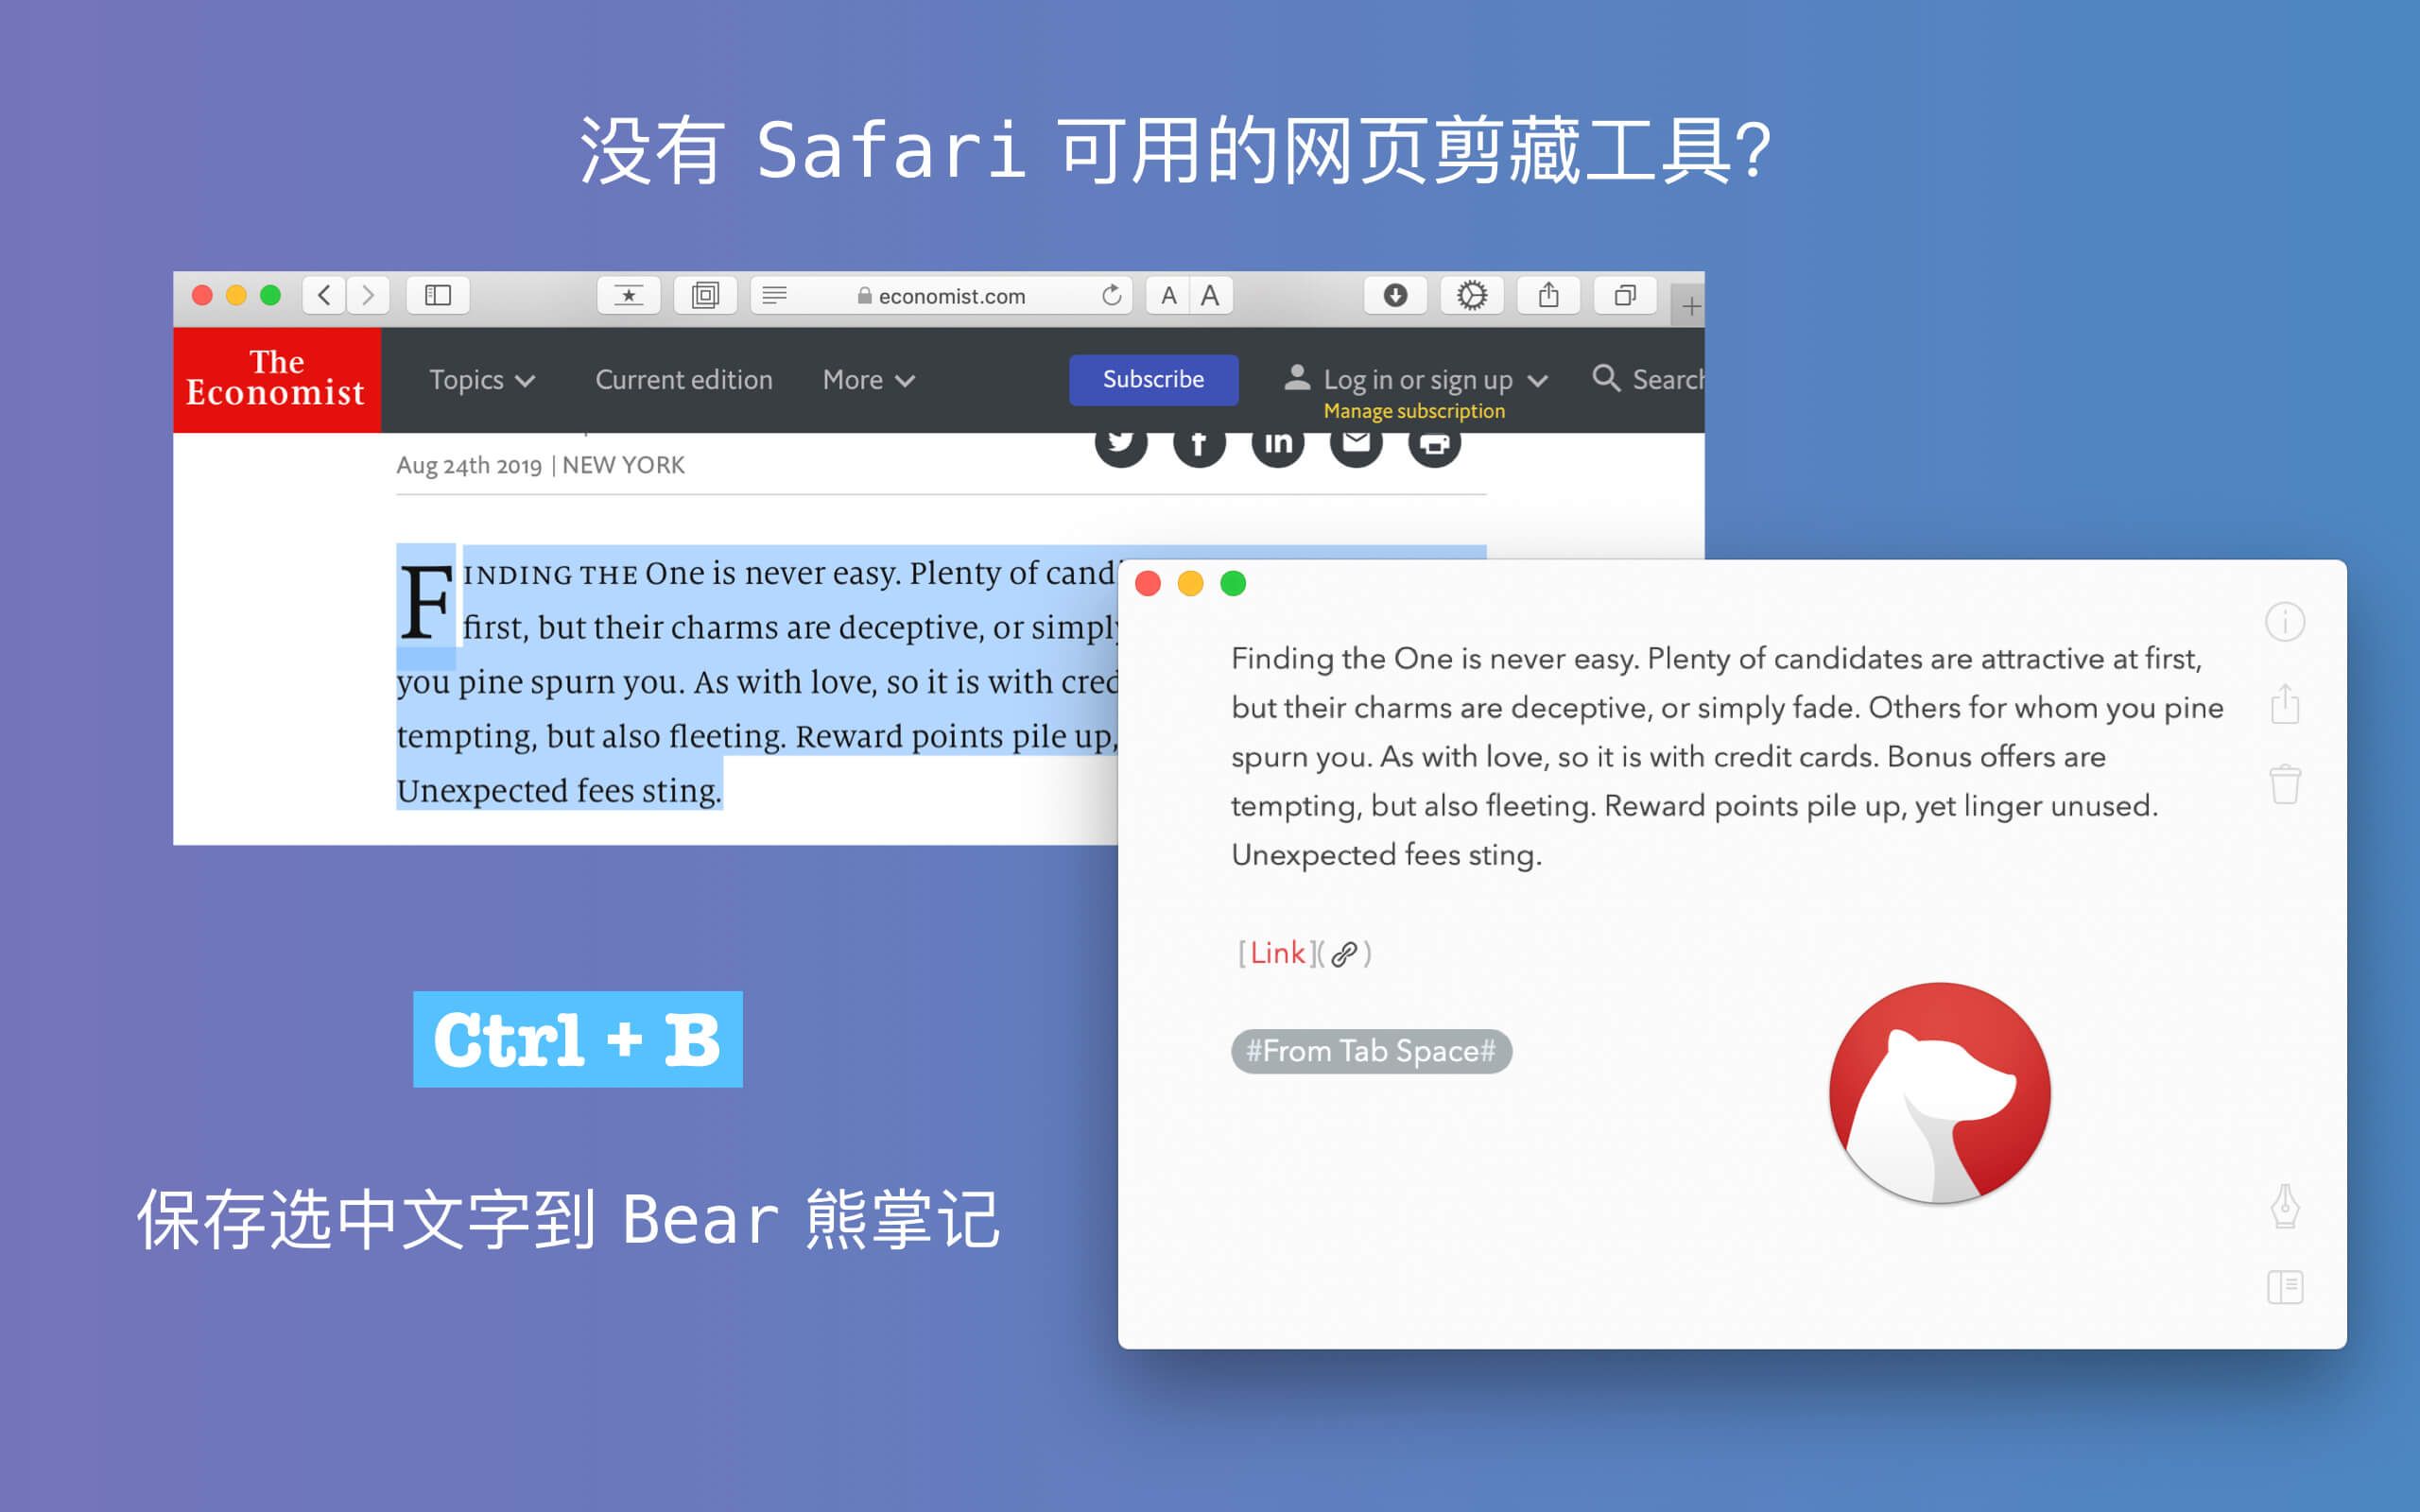 没有 Safari 可用的网页剪藏工具?
economist.com
A A
The
Economist
Topics
Current edition
More
Subscribe
Log in or sign up
Search
Manage subscription
Aug 24th 2019 | NEW YORK
FINDING THE One is never easy. Plenty of candi
first, but their charms are deceptive, or simply
you pine spurn you. As with love, so it is with cred
tempting, but also fleeting. Reward points pile up,
Unexpected fees sting.
Finding the One is never easy. Plenty of candidates are attractive at first,
but their charms are deceptive, or simply fade. Others for whom you pine
spurn you. As with love, so it is with credit cards. Bonus offers are
tempting, but also fleeting. Reward points pile up, yet linger unused.
Unexpected fees sting.
[Link]( )
#From Tab Space#
Ctrl + B
保存选中文字到 Bear 熊掌记